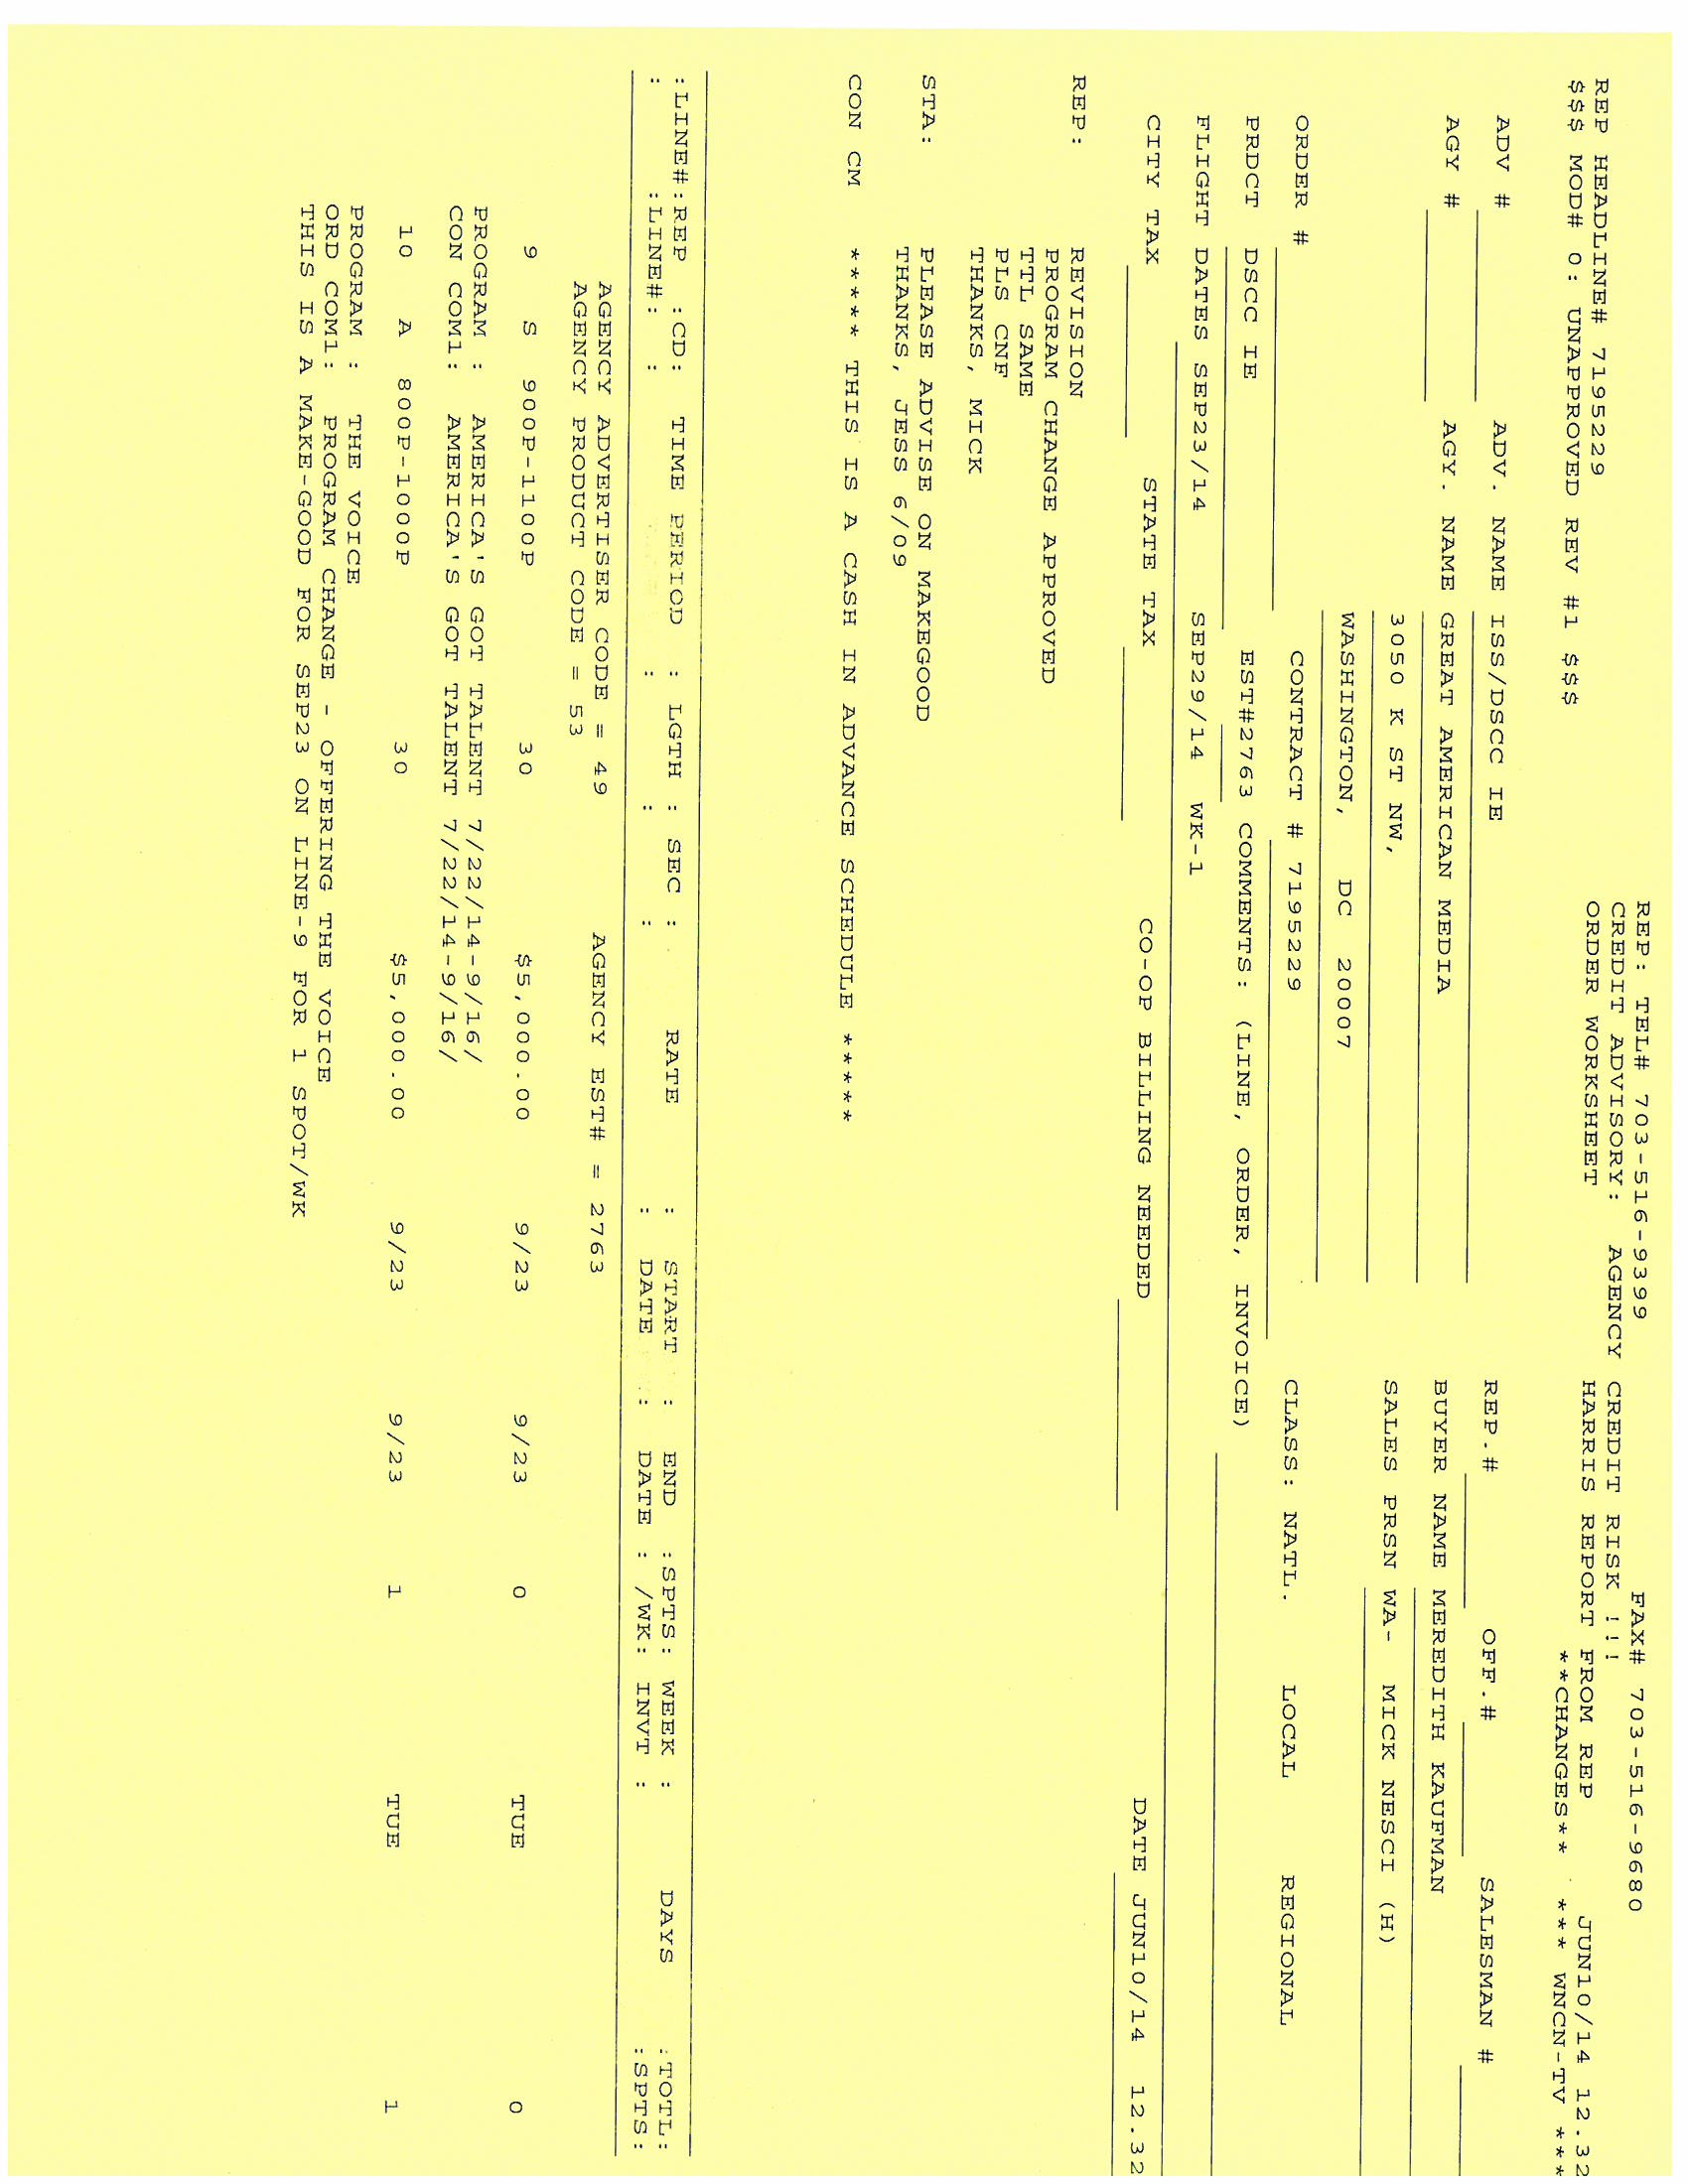 REP: TEL# 703-516-9399 FAX# 703-516-9680
CREDIT ADVISORY: AGENCY CREDIT RISK !!!
REP HEADLINE# 7195229 ORDER WORKSHEET HARRIS REPORT FROM REP JUN10/14 12.32
$$$ MOD# 0: UNAPPROVED REV #1 $$$ **CHANGES** *** WNCN-TV ***
ADV # ADV. NAME ISS/DSCC IE REP.# OFF.# SALESMAN #
AGY # AGY. NAME GREAT AMERICAN MEDIA BUYER NAME MEREDITH KAUFMAN
3050 K ST NW, SALES PRSN WA- MICK NESCI (H)
WASHINGTON, DC 20007
ORDER # CONTRACT # 7195229 CLASS: NATL. LOCAL REGIONAL
PRDCT DSCC IE EST#2763 COMMENTS: (LINE, ORDER, INVOICE)
FLIGHT DATES SEP23/14 SEP29/14 WK-1
CITY TAX STATE TAX CO-OP BILLING NEEDED DATE JUN10/14 12.32
REP: REVISION
PROGRAM CHANGE APPROVED
TTL SAME
PLS CNF
THANKS, MICK
STA: PLEASE ADVISE ON MAKEGOOD
THANKS, JESS 6/09
CON CM ***** THIS IS A CASH IN ADVANCE SCHEDULE *****
:LINE#:REP :CD: TIME PERIOD : LGTH : SEC : RATE : START : END :SPTS: WEEK : DAYS :TOTL:
: :LINE#: : : : : : DATE : DATE : /WK: INVT : :SPTS:
AGENCY ADVERTISER CODE = 49 AGENCY EST# = 2763
AGENCY PRODUCT CODE = 53
9 S 900P-1100P 30 $5,000.00 9/23 9/23 0 TUE 0
PROGRAM : AMERICA'S GOT TALENT 7/22/14-9/16/
CON COM1: AMERICA'S GOT TALENT 7/22/14-9/16/
10 A 800P-1000P 30 $5,000.00 9/23 9/23 1 TUE 1
PROGRAM : THE VOICE
ORD COM1: PROGRAM CHANGE - OFFERING THE VOICE
THIS IS A MAKE-GOOD FOR SEP23 ON LINE-9 FOR 1 SPOT/WK